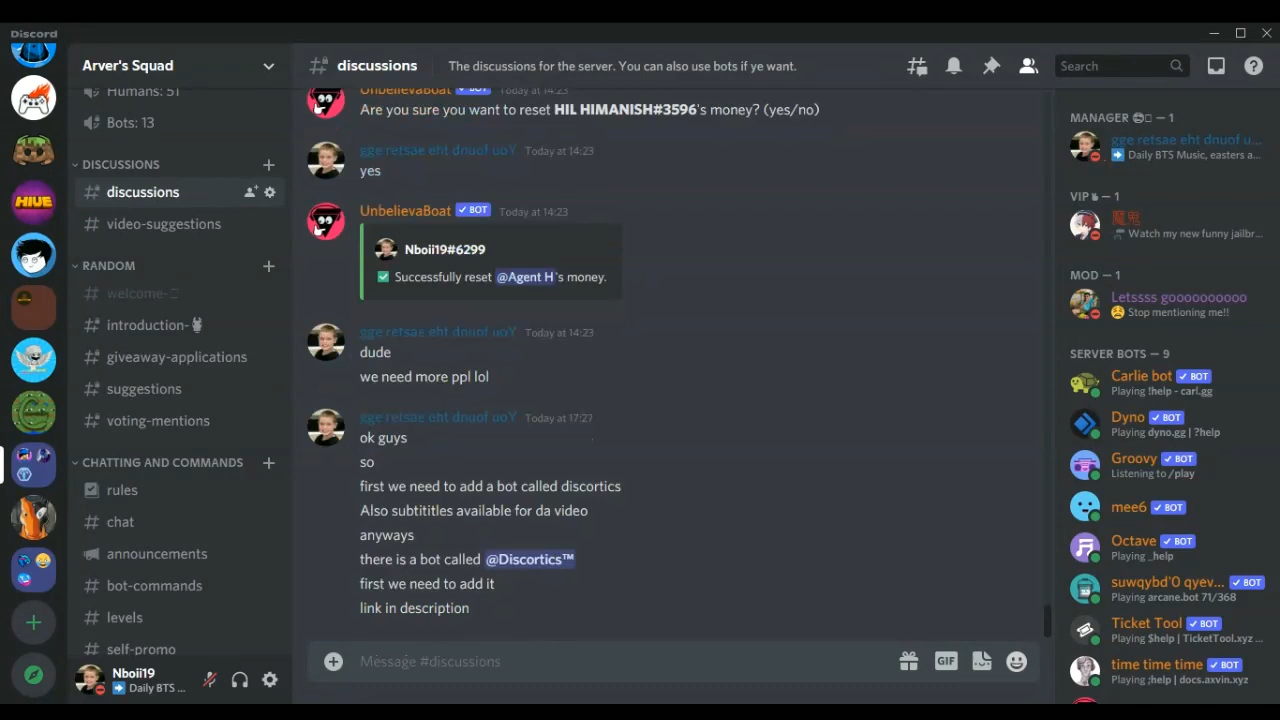 Discord
Arver's Squad
Humans: 51
Bots: 13
DISCUSSIONS
discussions
video-suggestions
RANDOM
welcome-
introduction-
giveaway-applications
suggestions
voting-mentions
CHATTING AND COMMANDS
rules
chat
announcements
bot-commands
levels
self-promo
Nboii19
Daily BTS ...
HIVE
discussions
The discussions for the server. You can also use bots if ye want.
Search
UnbelievaBoat BOT
Are you sure you want to reset HIL HIMANISH#3596's money? (yes/no)
gge retsae eht dnuof uoY Today at 14:23
yes
UnbelievaBoat BOT Today at 14:23
Nboii19#6299
Successfully reset @Agent H's money.
gge retsae eht dnuof uoY Today at 14:23
dude
we need more ppl lol
gge retsae eht dnuof uoY Today at 17:27
ok guys
so
first we need to add a bot called discortics
Also subtititles available for da video
anyways
there is a bot called @Discortics™
first we need to add it
link in description
Message #discussions
GIF
MANAGER — 1
gge retsae eht dnuof u...
Daily BTS Music, easters a...
VIP — 1
魔鬼
Watch my new funny jailbr...
MOD — 1
Letssss goooooooooo
Stop mentioning me!!
SERVER BOTS — 9
Carlie bot BOT
Playing !help - carl.gg
Dyno BOT
Playing dyno.gg | ?help
Groovy BOT
Listening to /play
mee6 BOT
Octave BOT
Playing _help
suwqybd'0 qyev... BOT
Playing arcane.bot 71/368
Ticket Tool BOT
Playing $help | TicketTool.xyz ...
time time time BOT
Playing ;help | docs.axvin.xyz